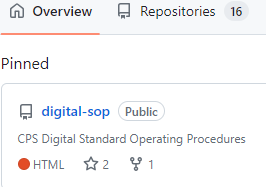 Overview Repositories 16
Pinned
digital-sop Public
CPS Digital Standard Operating Procedures
HTML 2 1